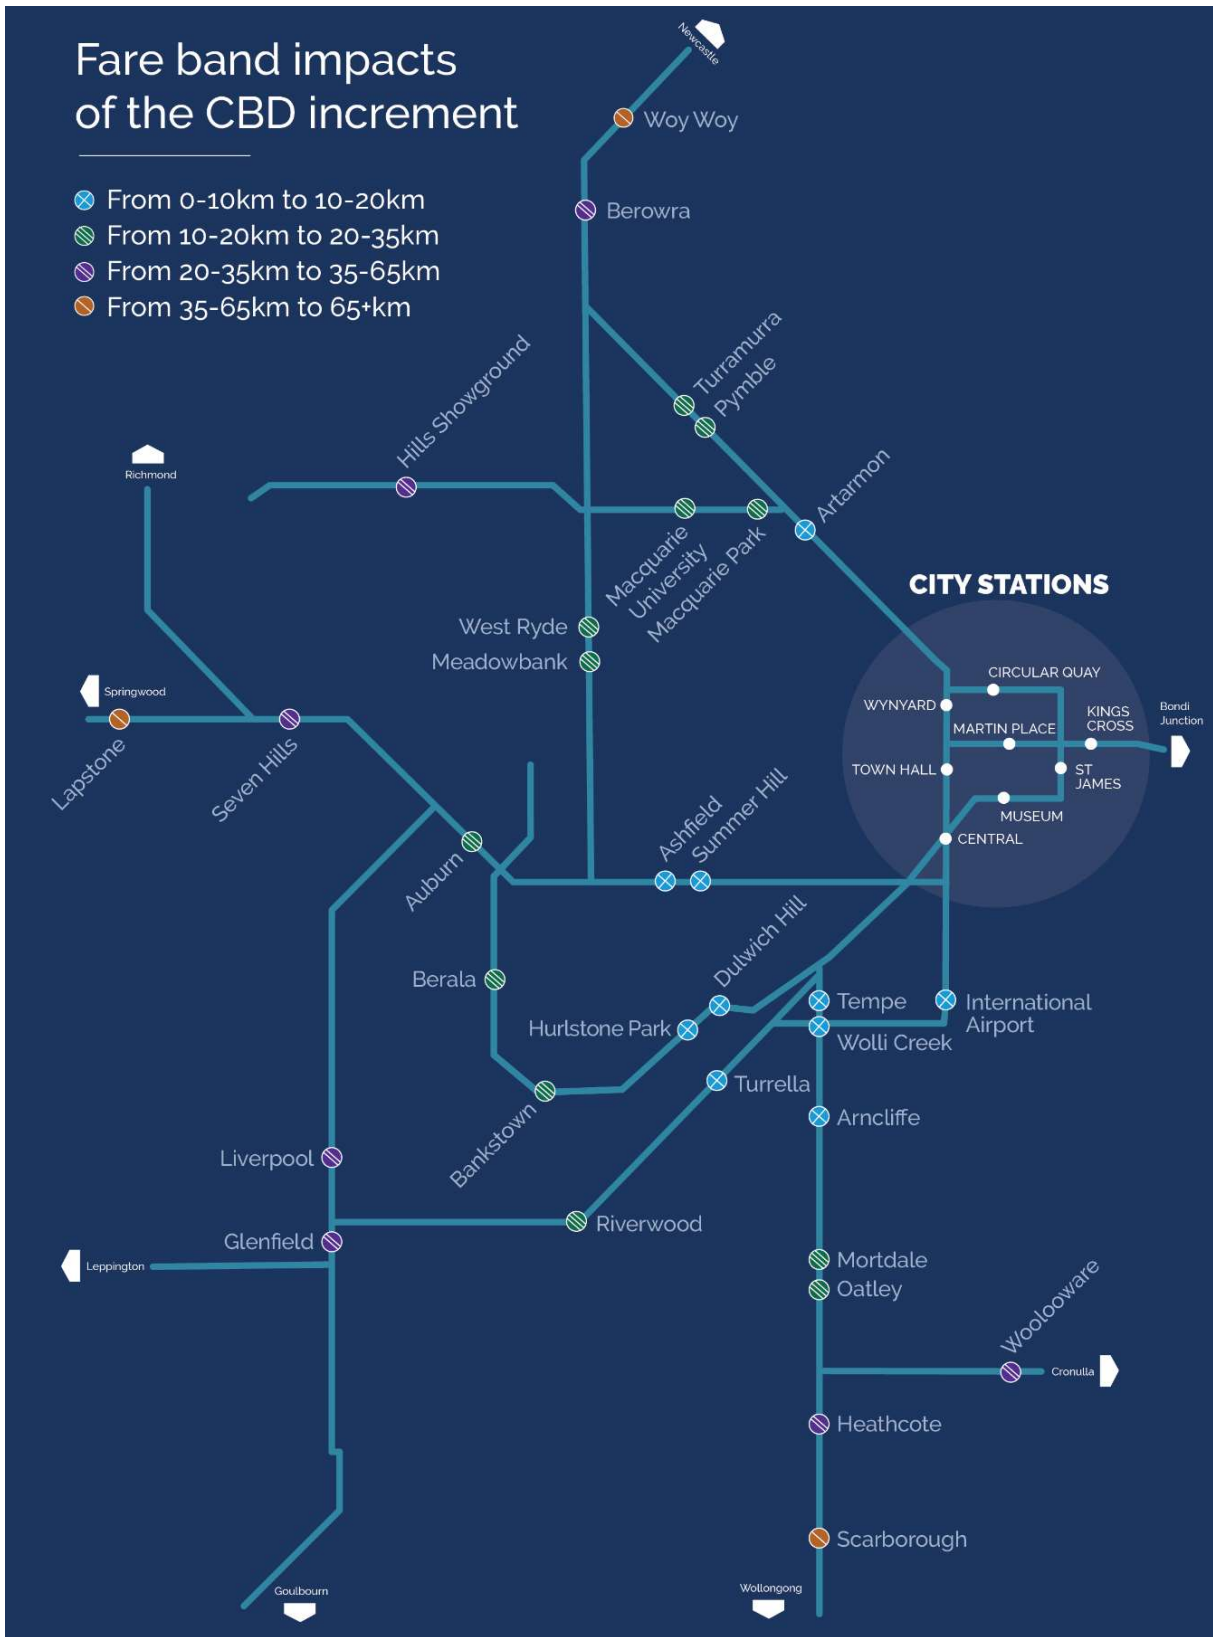 Fare band impacts
of the CBD increment
From 0-10km to 10-20km
From 10-20km to 20-35km
From 20-35km to 35-65km
From 35-65km to 65+km
Newcastle
Woy Woy
Berowra
Turramurra
Pymble
Hills Showground
Artarmon
Richmond
Macquarie
University
Macquarie Park
CITY STATIONS
West Ryde
Meadowbank
CIRCULAR QUAY
WYNYARD
KINGS
CROSS
Bondi
Junction
MARTIN PLACE
Springwood
Lapstone
Seven Hills
TOWN HALL
ST
JAMES
MUSEUM
CENTRAL
Ashfield
Summer Hill
Auburn
Dulwich Hill
Berala
Hurlstone Park
Tempe
International
Airport
Wolli Creek
Turrella
Arncliffe
Bankstown
Liverpool
Riverwood
Glenfield
Leppington
Mortdale
Oatley
Woolooware
Cronulla
Heathcote
Scarborough
Goulbourn
Wollongong